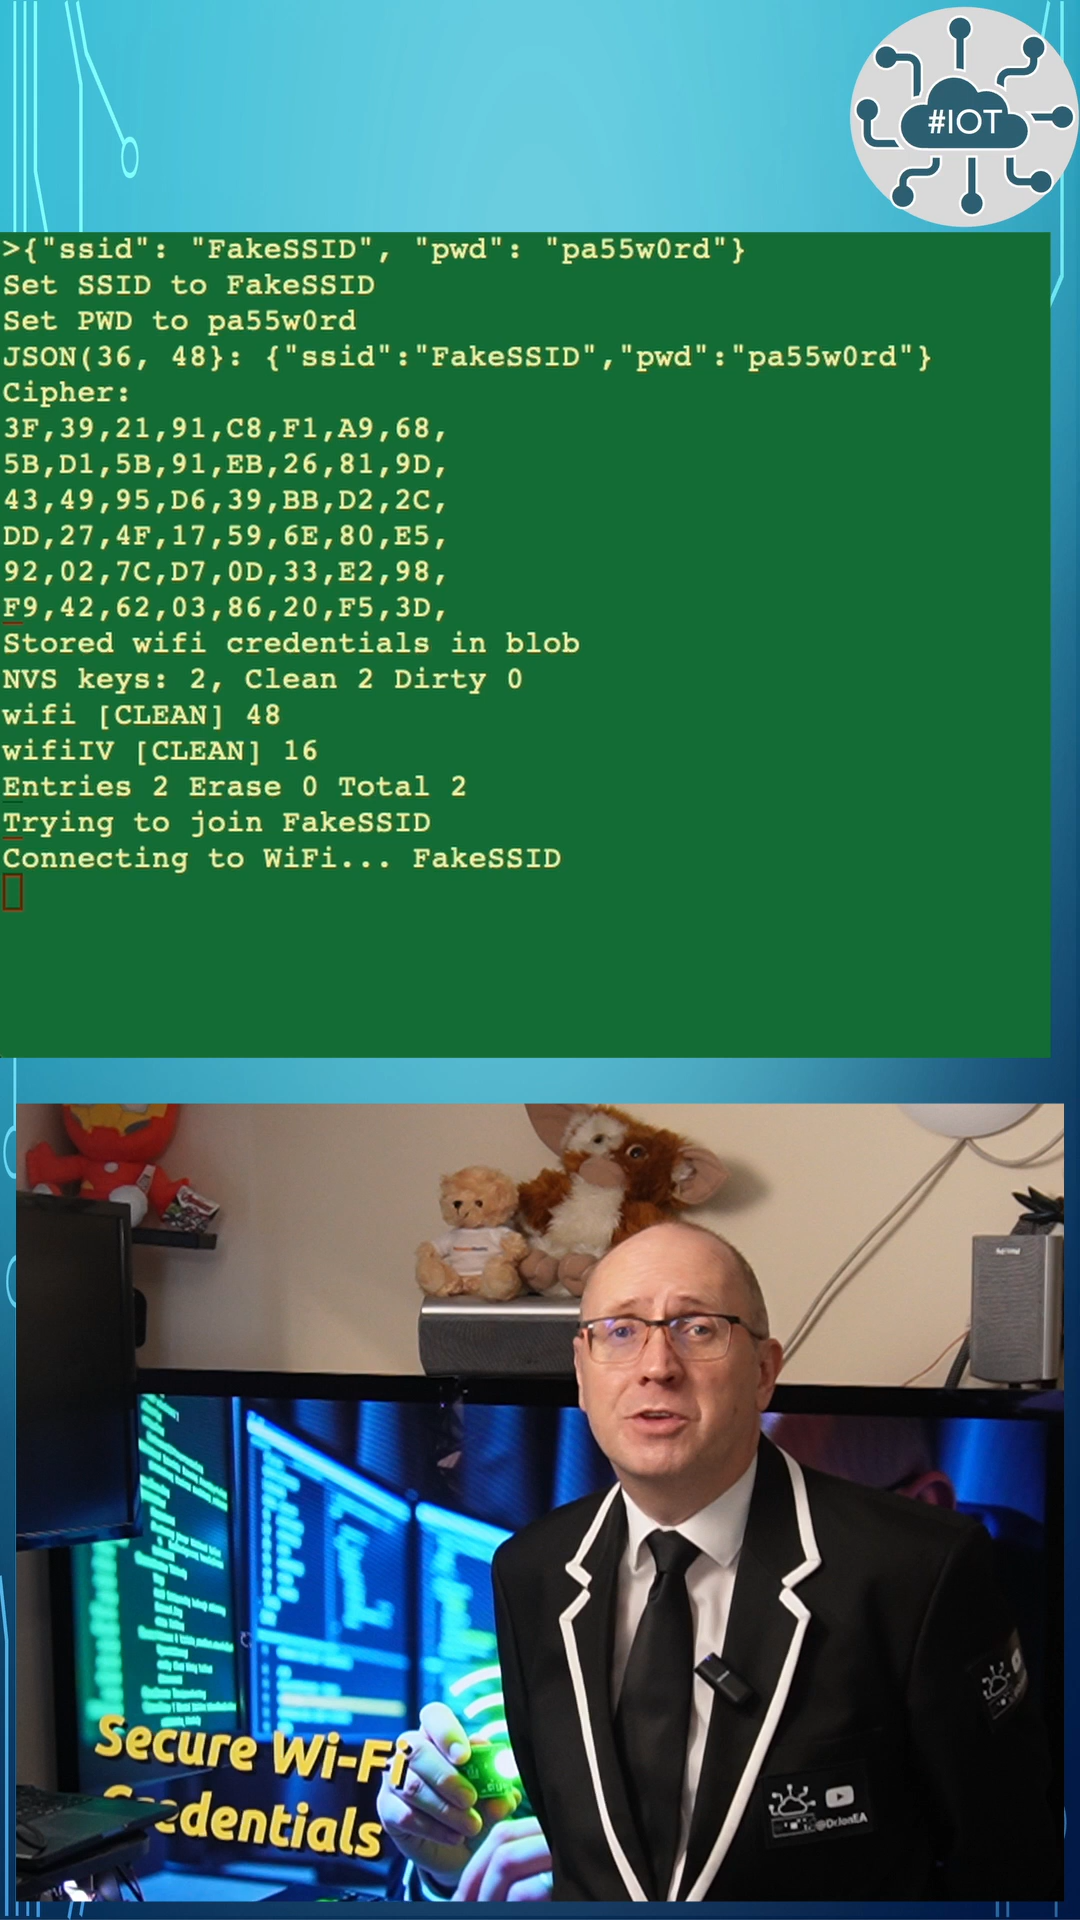 #IOT
>{"ssid": "FakeSSID", "pwd": "pa55w0rd"}
Set SSID to FakeSSID
Set PWD to pa55w0rd
JSON(36, 48}: {"ssid":"FakeSSID","pwd":"pa55w0rd"}
Cipher:
3F,39,21,91,C8,F1,A9,68,
5B,D1,5B,91,EB,26,81,9D,
43,49,95,D6,39,BB,D2,2C,
DD,27,4F,17,59,6E,80,E5,
92,02,7C,D7,0D,33,E2,98,
F9,42,62,03,86,20,F5,3D,
Stored wifi credentials in blob
NVS keys: 2, Clean 2 Dirty 0
wifi [CLEAN] 48
wifiIV [CLEAN] 16
Entries 2 Erase 0 Total 2
Trying to join FakeSSID
Connecting to WiFi... FakeSSID
Secure Wi-Fi
Credentials
@DrJonEA